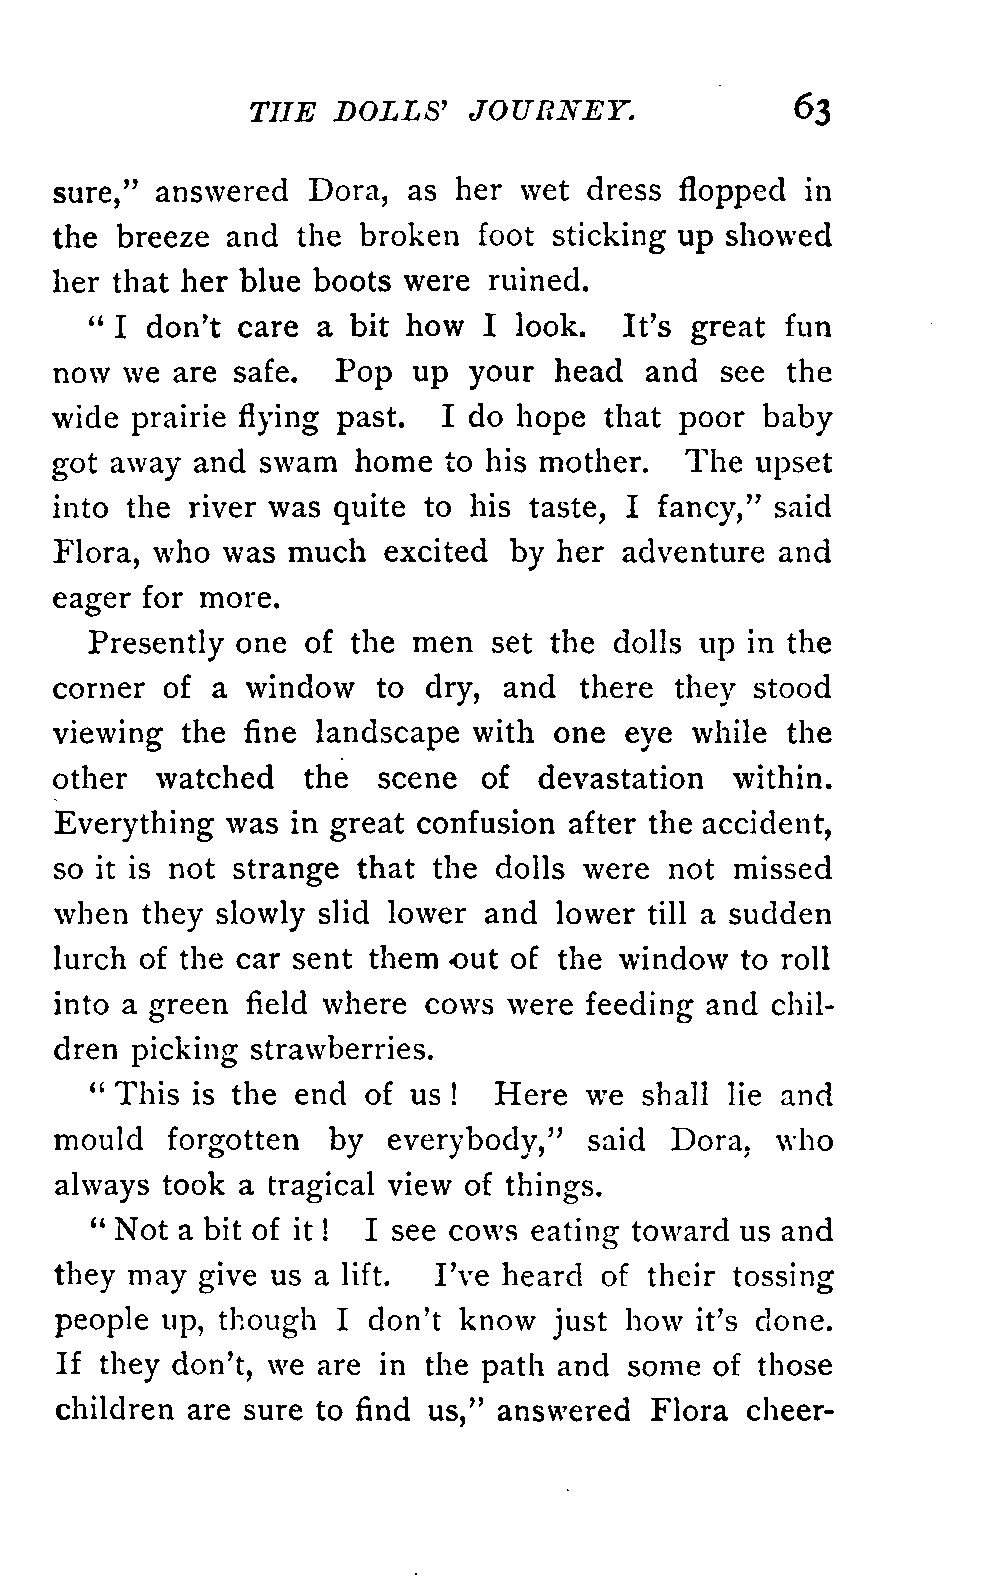 THE DOLLS' JOURNEY. 63
sure," answered Dora, as her wet dress flopped in
the breeze and the broken foot sticking up showed
her that her blue boots were ruined.
"I don't care a bit how I look. It's great fun
now we are safe. Pop up your head and see the
wide prairie flying past. I do hope that poor baby
got away and swam home to his mother. The upset
into the river was quite to his taste, I fancy," said
Flora, who was much excited by her adventure and
eager for more.
Presently one of the men set the dolls up in the
corner of a window to dry, and there they stood
viewing the fine landscape with one eye while the
other watched the scene of devastation within.
Everything was in great confusion after the accident,
so it is not strange that the dolls were not missed
when they slowly slid lower and lower till a sudden
lurch of the car sent them out of the window to roll
into a green field where cows were feeding and chil-
dren picking strawberries.
"This is the end of us! Here we shall lie and
mould forgotten by everybody," said Dora, who
always took a tragical view of things.
"Not a bit of it! I see cows eating toward us and
they may give us a lift. I've heard of their tossing
people up, though I don't know just how it's done.
If they don't, we are in the path and some of those
children are sure to find us," answered Flora cheer-